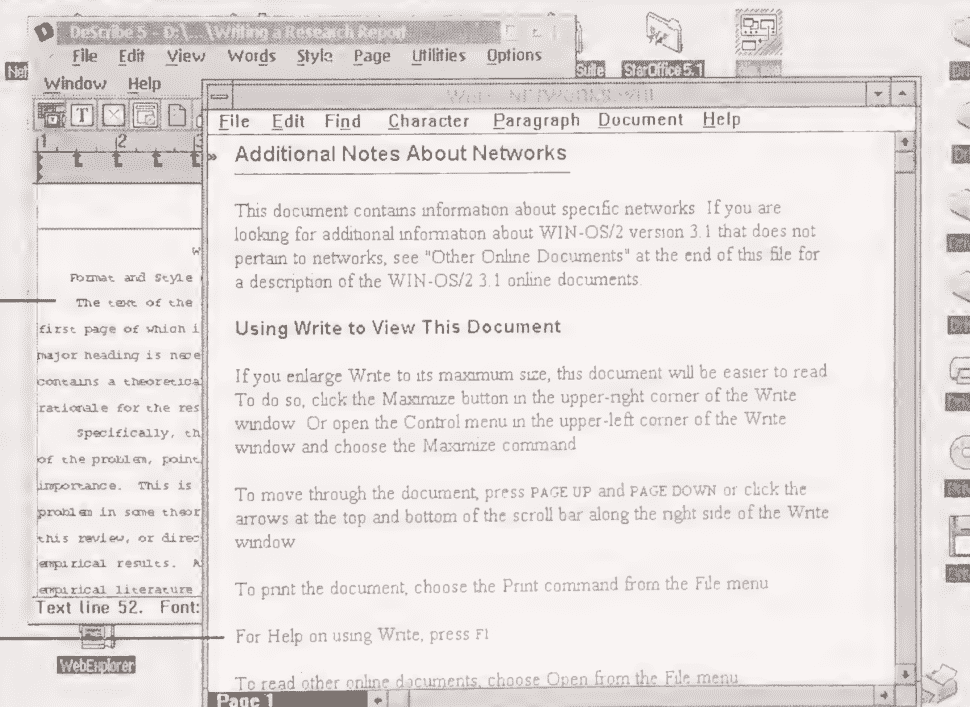 DeScribe 5 - D:\...\Writing a Research Report
File Edit View Words Style Page Utilities Options
Window Help
Suite
StarOffice 5.1
1 2 3
Format and Style
The text of the
first page of which i
major heading is nece
contains a theoretical
rationale for the res
Specifically, th
of the problem, point
importance. This is
problem in some theor
this review, or direc
empirical results. A
empirical literature
Text line 52. Font:
WebExplorer
Write - NETWORKS.WRI
File Edit Find Character Paragraph Document Help
» Additional Notes About Networks
This document contains information about specific networks If you are
looking for additional information about WIN-OS/2 version 3.1 that does not
pertain to networks, see "Other Online Documents" at the end of this file for
a description of the WIN-OS/2 3.1 online documents.
Using Write to View This Document
If you enlarge Write to its maximum size, this document will be easier to read
To do so, click the Maximize button in the upper-right corner of the Write
window Or open the Control menu in the upper-left corner of the Write
window and choose the Maximize command
To move through the document, press PAGE UP and PAGE DOWN or click the
arrows at the top and bottom of the scroll bar along the right side of the Write
window
To print the document, choose the Print command from the File menu
For Help on using Write, press F1
To read other online documents, choose Open from the File menu
Page 1